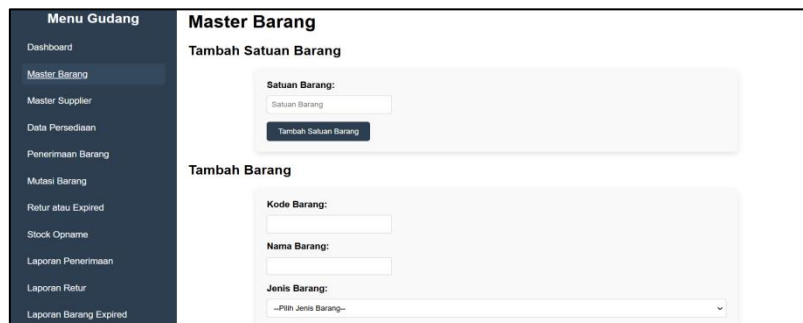 Menu Gudang
Dashboard
Master Barang
Master Supplier
Data Persediaan
Penerimaan Barang
Mutasi Barang
Retur atau Expired
Stock Opname
Laporan Penerimaan
Laporan Retur
Laporan Barang Expired
Master Barang
Tambah Satuan Barang
Satuan Barang:
Satuan Barang
Tambah Satuan Barang
Tambah Barang
Kode Barang:
Nama Barang:
Jenis Barang:
--Pilih Jenis Barang--